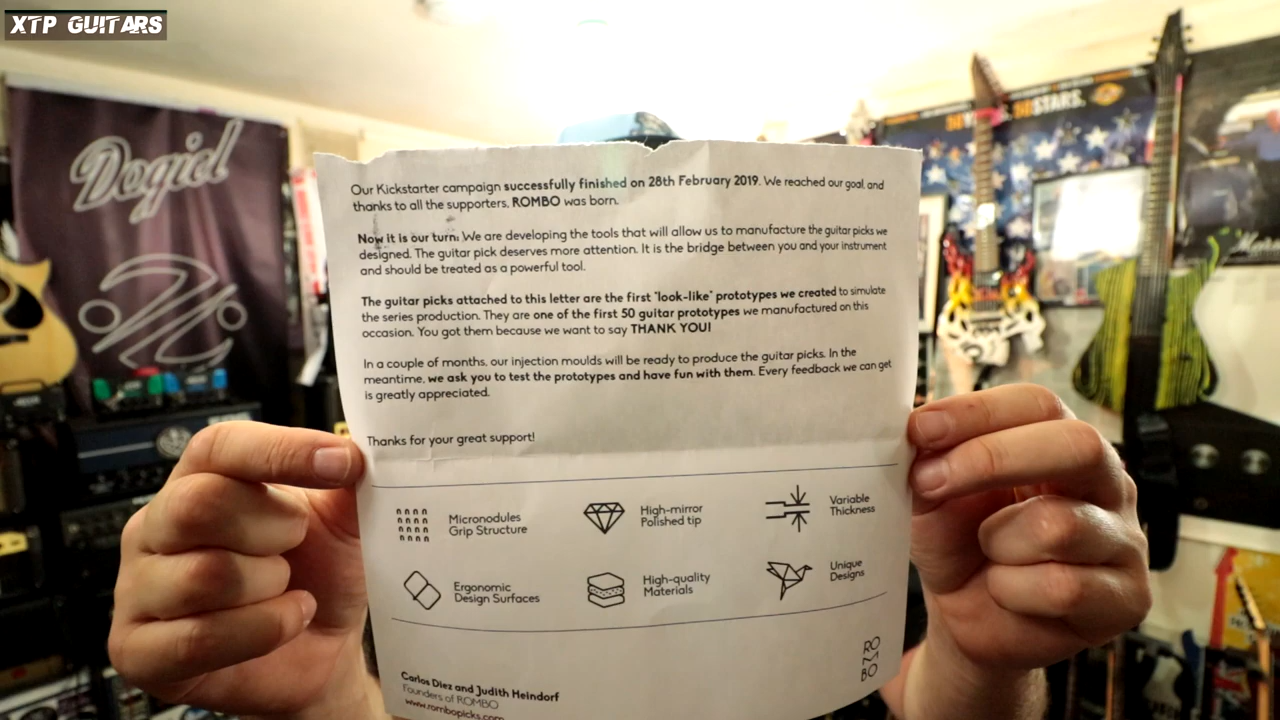 XTP GUITARS
Dogiel
50STARS.
Our Kickstarter campaign successfully finished on 28th February 2019. We reached our goal, and
thanks to all the supporters, ROMBO was born.
Now it is our turn: We are developing the tools that will allow us to manufacture the guitar picks we
designed. The guitar pick deserves more attention. It is the bridge between you and your instrument
and should be treated as a powerful tool.
The guitar picks attached to this letter are the first "look-like" prototypes we created to simulate
the series production. They are one of the first 50 guitar prototypes we manufactured on this
occasion. You got them because we want to say THANK YOU!
In a couple of months, our injection moulds will be ready to produce the guitar picks. In the
meantime, we ask you to test the prototypes and have fun with them. Every feedback we can get
is greatly appreciated.
Thanks for your great support!
Micronodules
Grip Structure
High-mirror
Polished tip
Variable
Thickness
Ergonomic
Design Surfaces
High-quality
Materials
Unique
Designs
RO
M
BO
Carlos Diez and Judith Heindorf
Founders of ROMBO
www.rombopicks.com